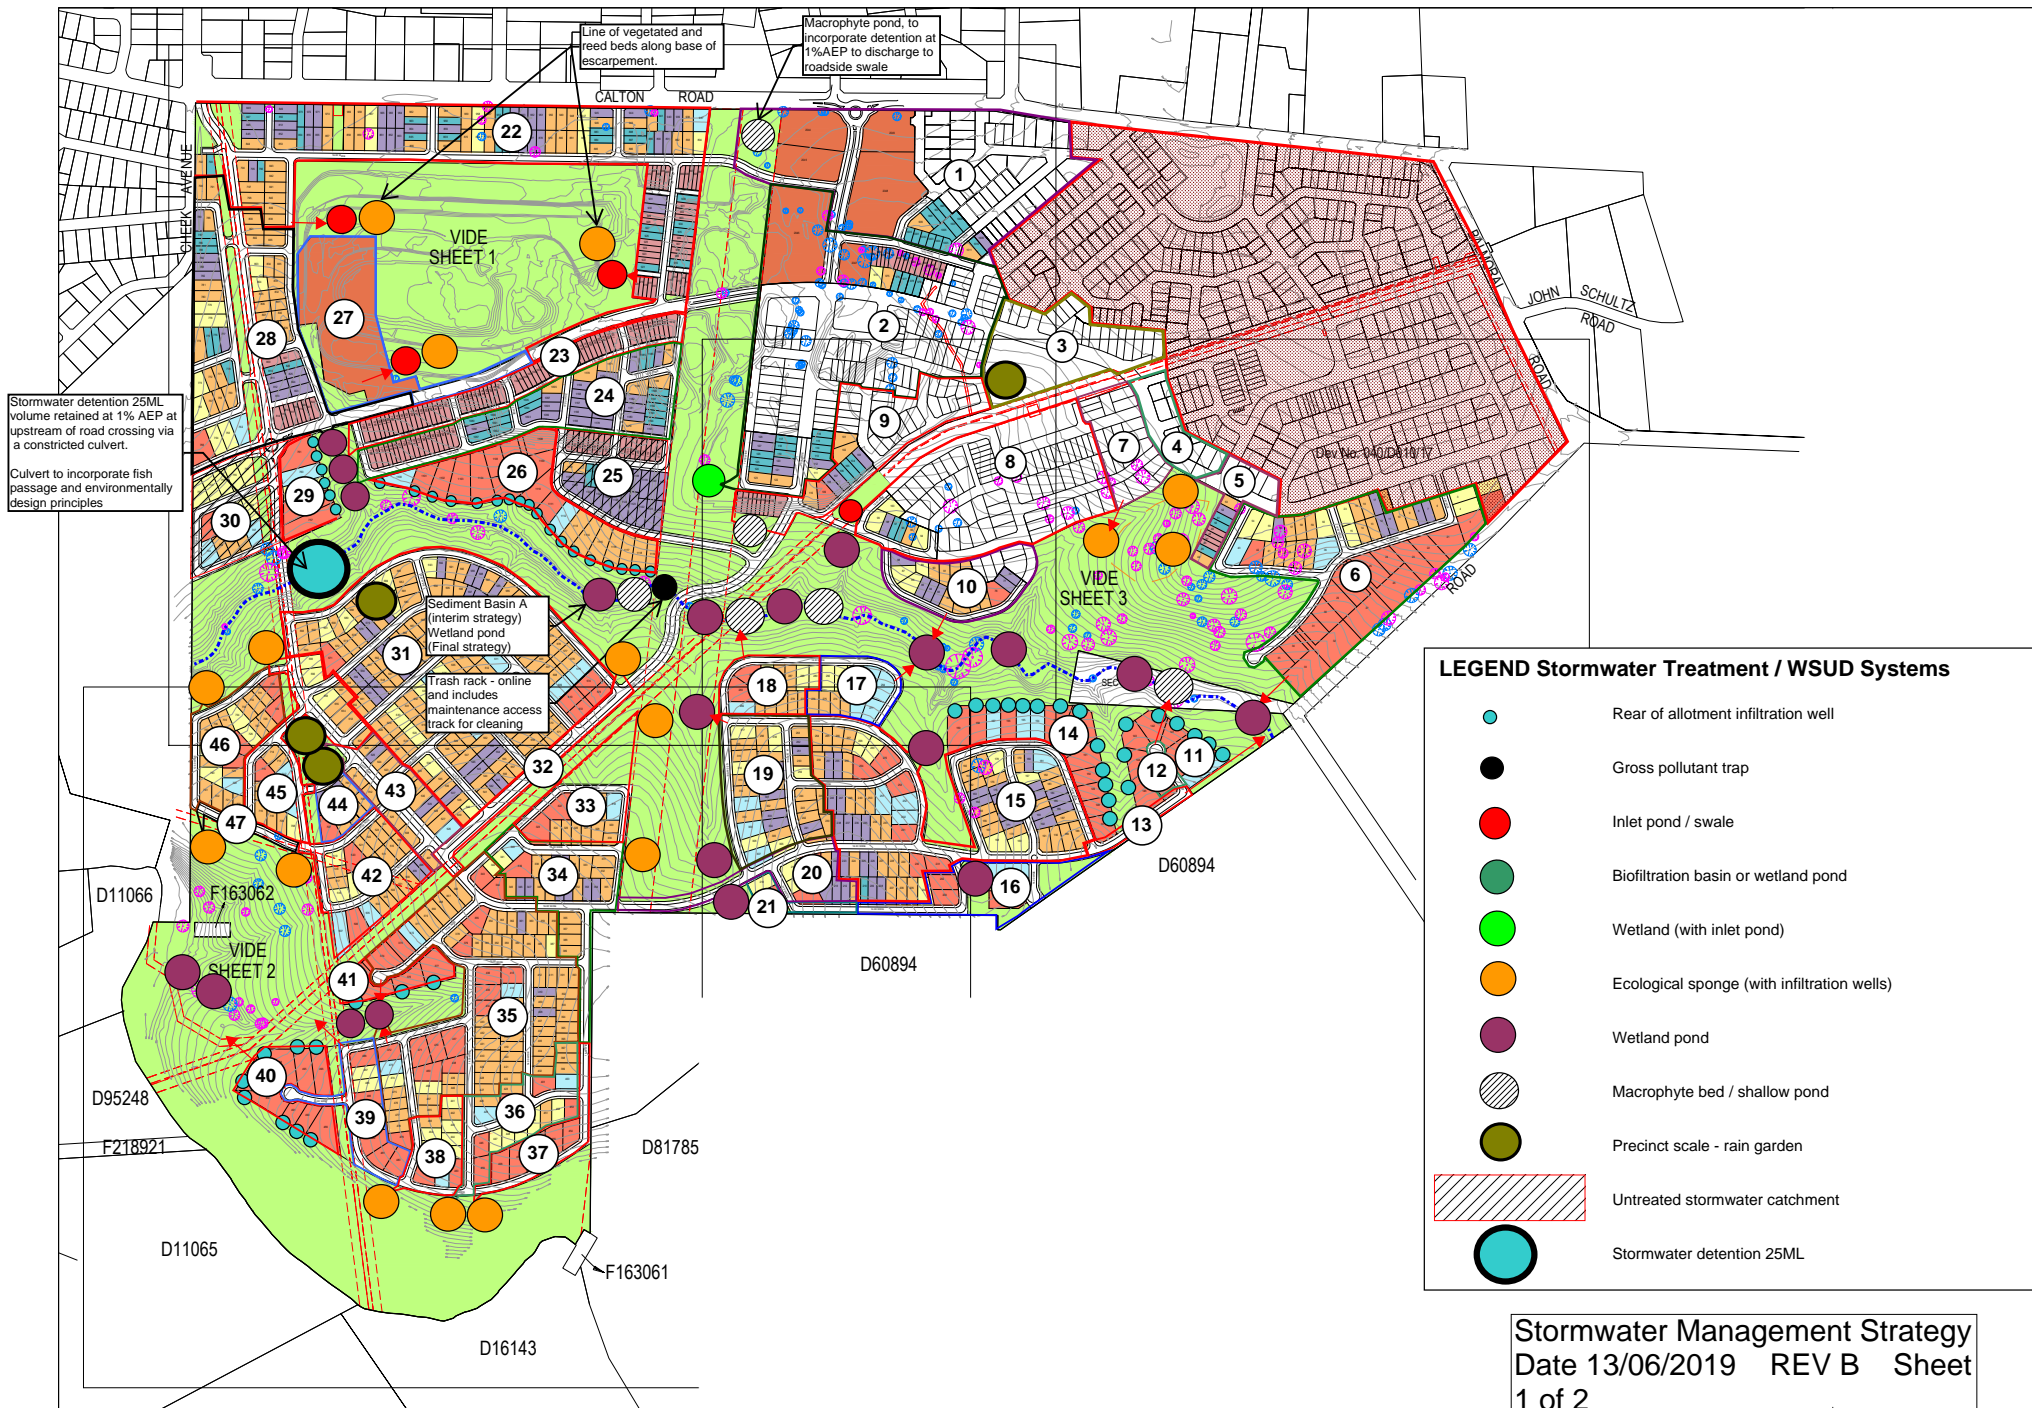 Line of vegetated and
reed beds along base of
escarpement.
Macrophyte pond, to
incorporate detention at
1%AEP to discharge to
roadside swale
CALTON ROAD
CHEEK AVENUE
22
1
VIDE
SHEET 1
BALMORAL
ROAD
JOHN SCHULTZ
ROAD
27
28
2
3
23
24
9
Stormwater detention 25ML
volume retained at 1% AEP at
upstream of road crossing via
a constricted culvert.
Culvert to incorporate fish
passage and environmentally
design principles
26
25
8
7
4
5
Dev No. 040/D010/17
29
30
10
VIDE
SHEET 3
6
ROAD
Sediment Basin A
(interim strategy)
Wetland pond
(Final strategy)
31
Trash rack - online
and includes
maintenance access
track for cleaning
18
17
14
11
12
46
32
19
45
44
43
33
15
47
13
42
34
20
16
21
D60894
D11066
F163062
VIDE
SHEET 2
D60894
41
35
40
D95248
39
36
F218921
38
37
D81785
D11065
F163061
D16143
LEGEND Stormwater Treatment / WSUD Systems
Rear of allotment infiltration well
Gross pollutant trap
Inlet pond / swale
Biofiltration basin or wetland pond
Wetland (with inlet pond)
Ecological sponge (with infiltration wells)
Wetland pond
Macrophyte bed / shallow pond
Precinct scale - rain garden
Untreated stormwater catchment
Stormwater detention 25ML
Stormwater Management Strategy
Date 13/06/2019 REV B Sheet
1 of 2